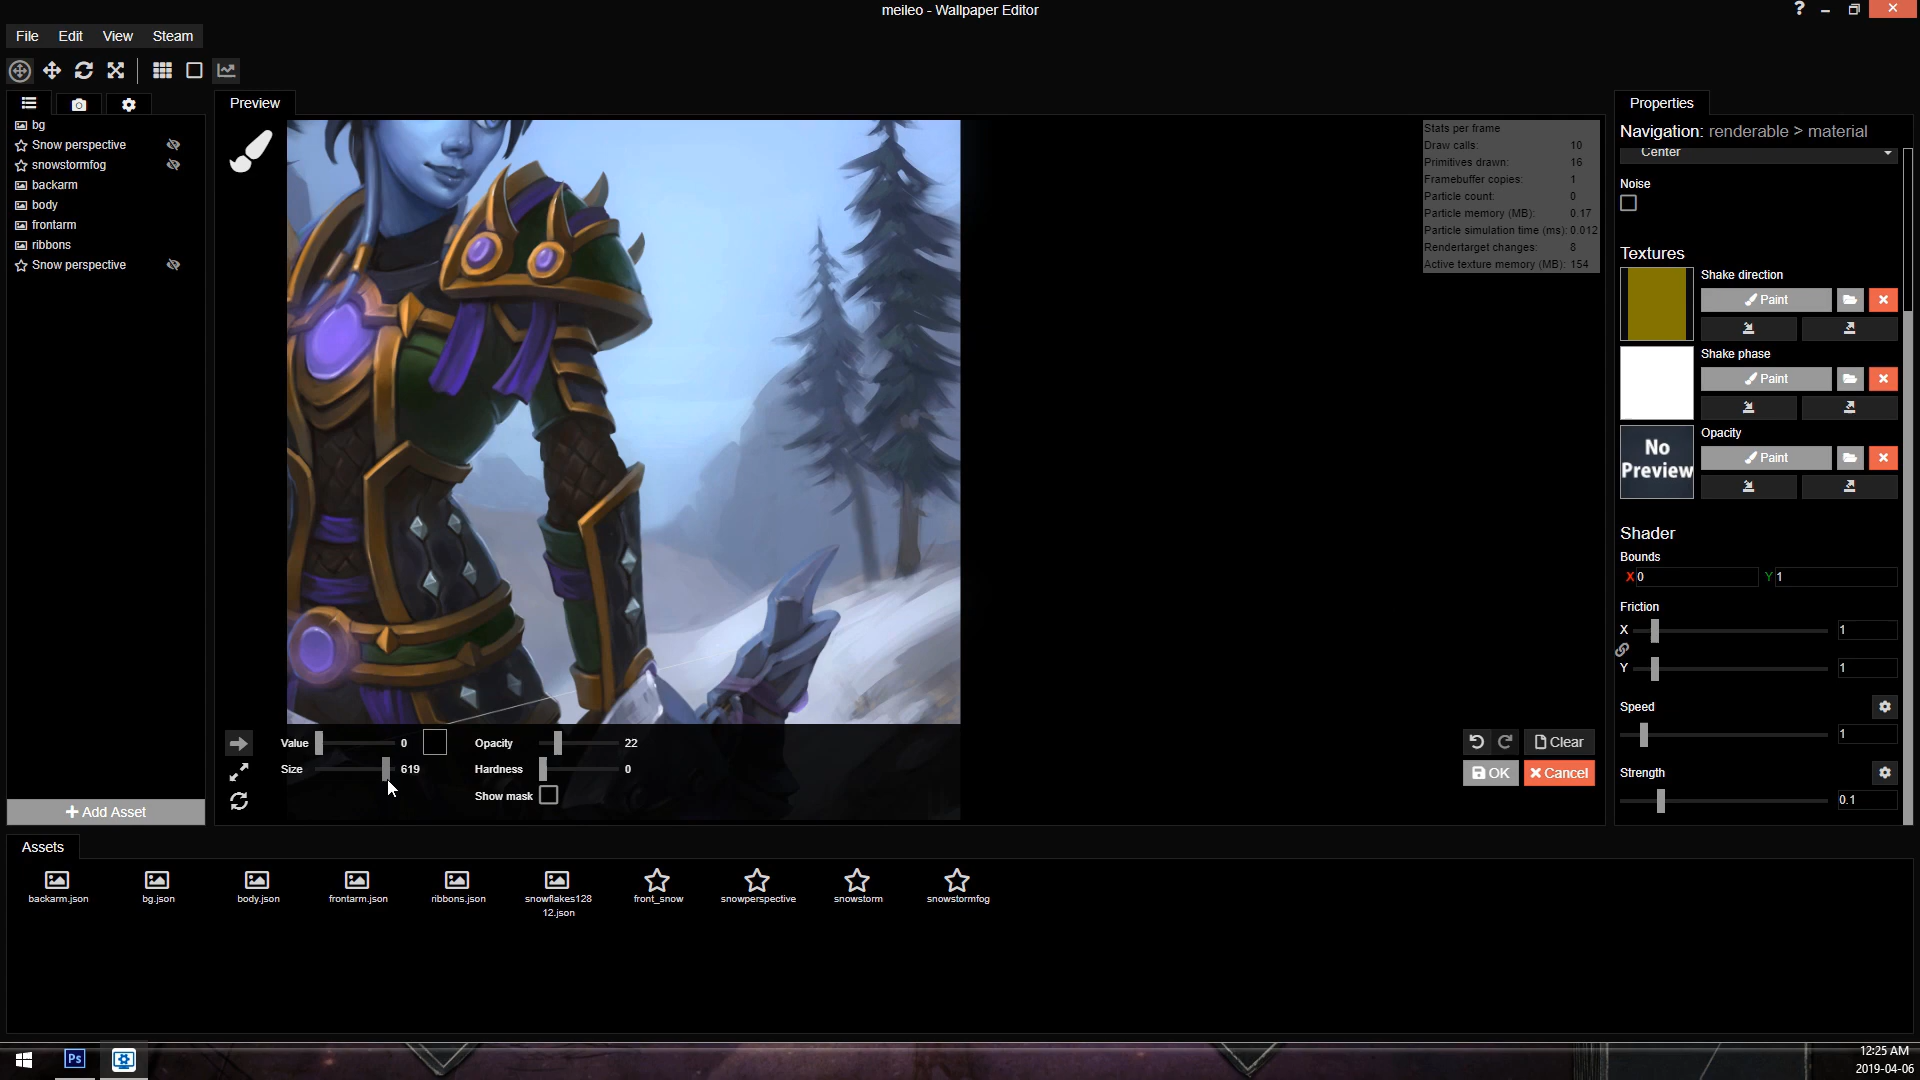 meileo - Wallpaper Editor
?
File Edit View Steam
Preview
Properties
bg
Snow perspective
snowstormfog
backarm
body
frontarm
ribbons
Snow perspective
Stats per frame
Draw calls: 10
Primitives drawn: 16
Framebuffer copies: 1
Particle count: 0
Particle memory (MB): 0.17
Particle simulation time (ms): 0.012
Rendertarget changes: 8
Active texture memory (MB): 154
Navigation: renderable > material
Center
Noise
Textures
Shake direction
Paint
Shake phase
Paint
Opacity
No Preview
Paint
Shader
Bounds
X 0 Y 1
Friction
X 1
Y 1
Speed
1
Strength
0.1
Value 0 Opacity 22
Size 619 Hardness 0
Show mask
Clear
OK Cancel
Add Asset
Assets
backarm.json
bg.json
body.json
frontarm.json
ribbons.json
snowflakes128
12.json
front_snow
snowperspective
snowstorm
snowstormfog
Ps
12:25 AM
2019-04-06